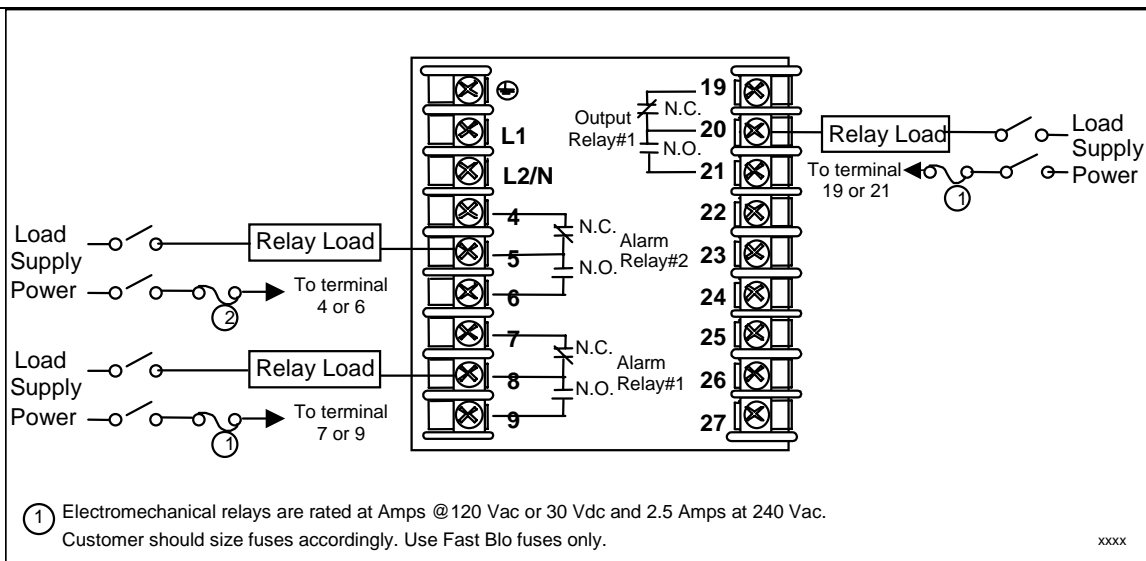 L1
L2/N
4
5
6
7
8
9
N.C.
Alarm
Relay#2
N.O.
N.C.
Alarm
Relay#1
N.O.
Output
Relay#1
N.C.
N.O.
19
20
21
22
23
24
25
26
27
Relay Load
Load
Supply
Power
To terminal
19 or 21
1
Load
Supply
Power
Relay Load
To terminal
4 or 6
2
Load
Supply
Power
Relay Load
To terminal
7 or 9
1
1 Electromechanical relays are rated at Amps @120 Vac or 30 Vdc and 2.5 Amps at 240 Vac.
Customer should size fuses accordingly. Use Fast Blo fuses only.
xxxx